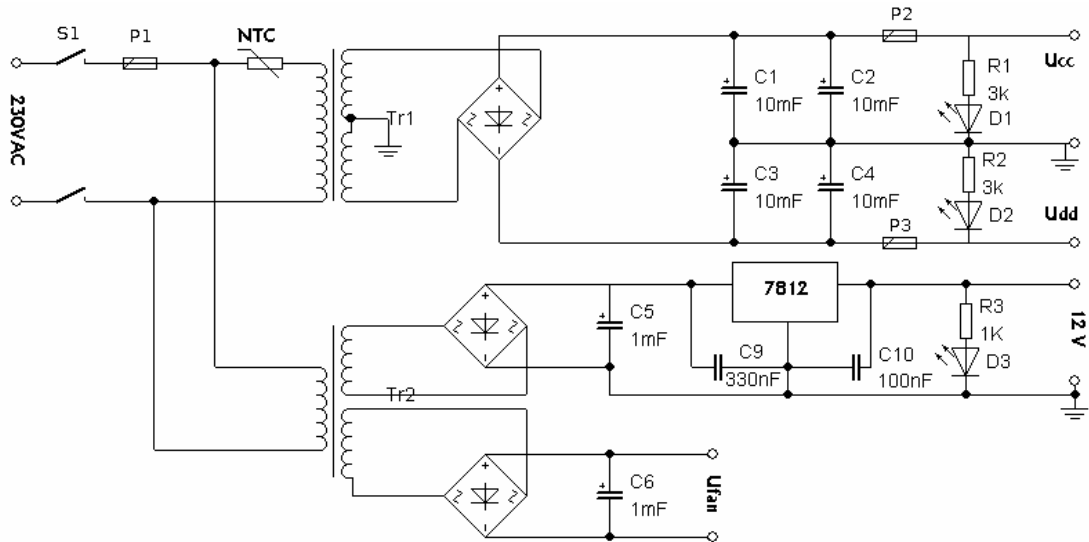 S1
P1
NTC
230VAC
Tr1
+
-
P2
Ucc
C1
10mF
C2
10mF
R1
3k
D1
C3
10mF
C4
10mF
R2
3k
D2
P3
Udd
Tr2
+
-
C5
1mF
7812
C9
330nF
C10
100nF
R3
1K
D3
12 V
+
-
C6
1mF
Ufan